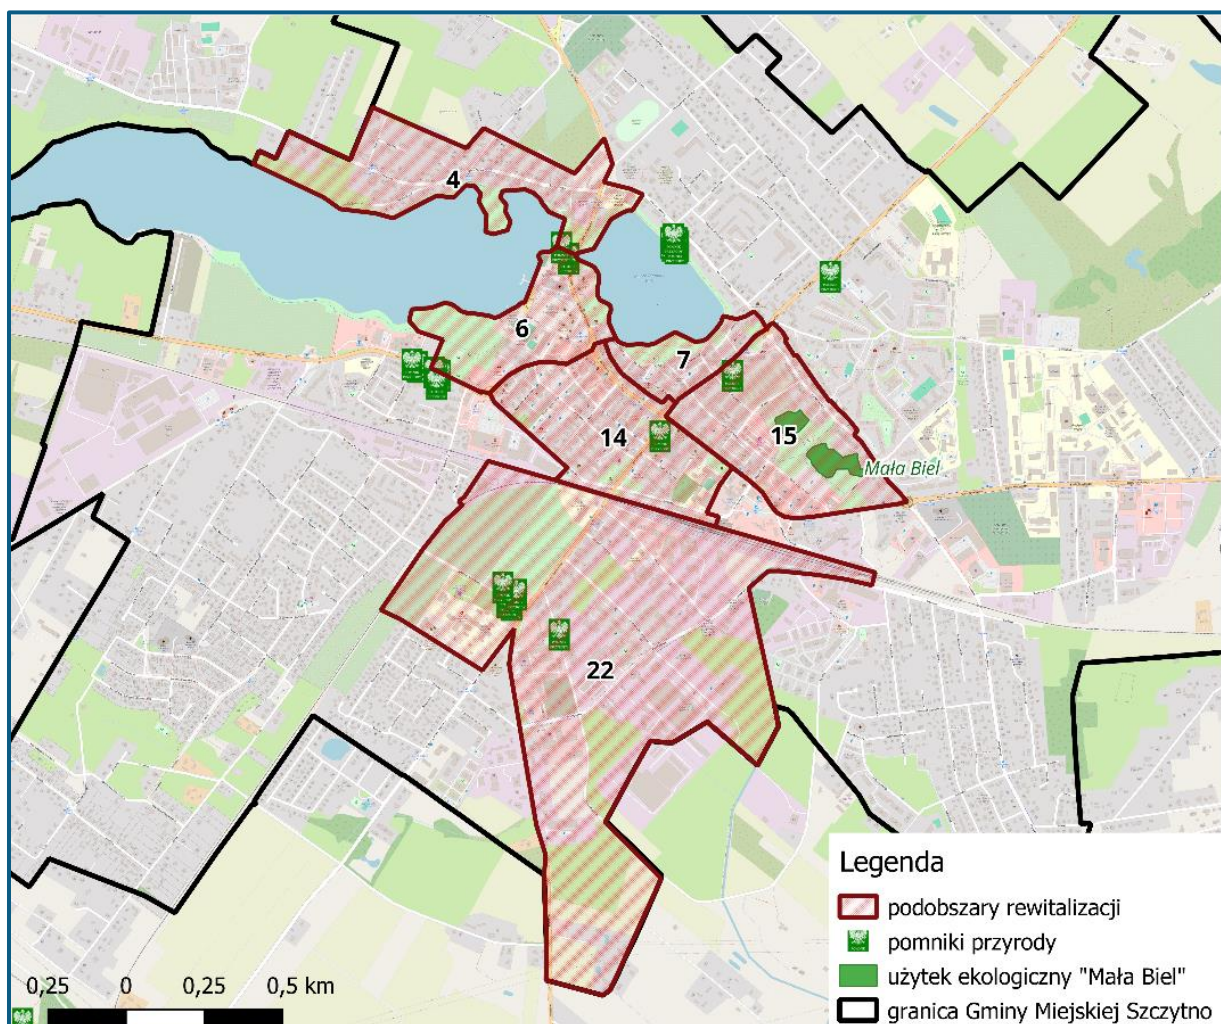 4
6
7
14
15
Mała Biel
22
Legenda
podobszary rewitalizacji
pomniki przyrody
użytek ekologiczny "Mała Biel"
granica Gminy Miejskiej Szczytno
0,25 0 0,25 0,5 km